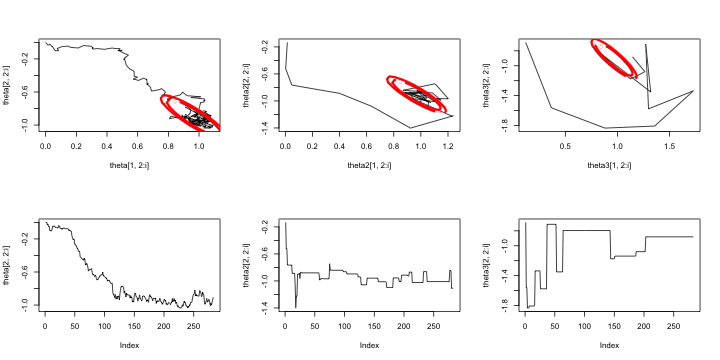 theta[2, 2:i]
-0.2
-0.6
-1.0
0.0 0.2 0.4 0.6 0.8 1.0
theta[1, 2:i]
theta2[2, 2:i]
-0.2
-0.6
-1.0
-1.4
0.0 0.2 0.4 0.6 0.8 1.0 1.2
theta2[1, 2:i]
theta3[2, 2:i]
-1.0
-1.4
-1.8
0.5 1.0 1.5
theta3[1, 2:i]
theta[2, 2:i]
-0.2
-0.6
-1.0
0 50 100 150 200 250
Index
theta2[2, 2:i]
-0.2
-0.6
-1.0
-1.4
0 50 100 150 200 250
Index
theta3[2, 2:i]
-1.0
-1.4
-1.8
0 50 100 150 200 250
Index